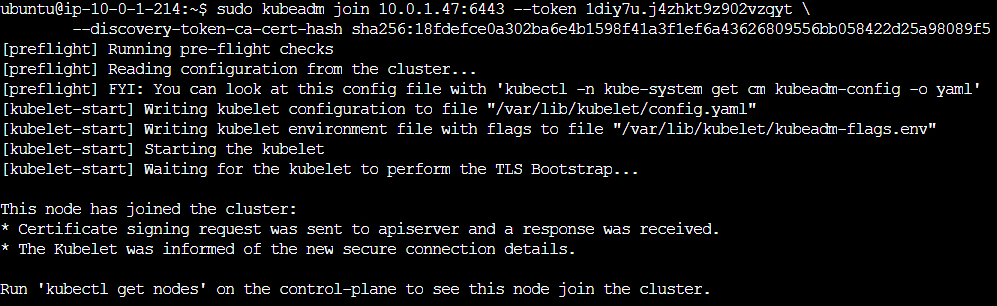 ubuntu@ip-10-0-1-214:~$ sudo kubeadm join 10.0.1.47:6443 --token 1diy7u.j4zhkt9z902vzqyt \
--discovery-token-ca-cert-hash sha256:18fdefce0a302ba6e4b1598f41a3f1ef6a43626809556bb058422d25a98089f5
[preflight] Running pre-flight checks
[preflight] Reading configuration from the cluster...
[preflight] FYI: You can look at this config file with 'kubectl -n kube-system get cm kubeadm-config -o yaml'
[kubelet-start] Writing kubelet configuration to file "/var/lib/kubelet/config.yaml"
[kubelet-start] Writing kubelet environment file with flags to file "/var/lib/kubelet/kubeadm-flags.env"
[kubelet-start] Starting the kubelet
[kubelet-start] Waiting for the kubelet to perform the TLS Bootstrap...
This node has joined the cluster:
* Certificate signing request was sent to apiserver and a response was received.
* The Kubelet was informed of the new secure connection details.
Run 'kubectl get nodes' on the control-plane to see this node join the cluster.